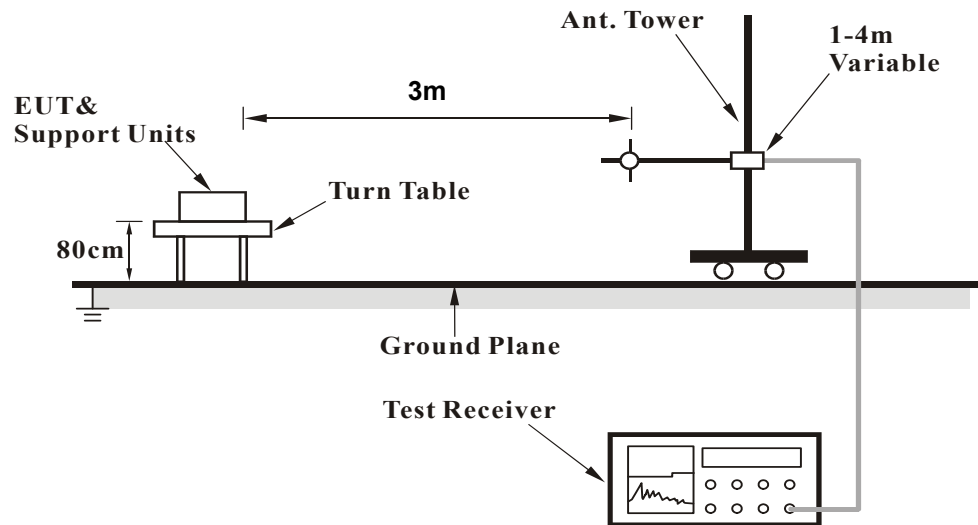 Ant. Tower
1-4m
Variable
3m
EUT&
Support Units
Turn Table
80cm
Ground Plane
Test Receiver